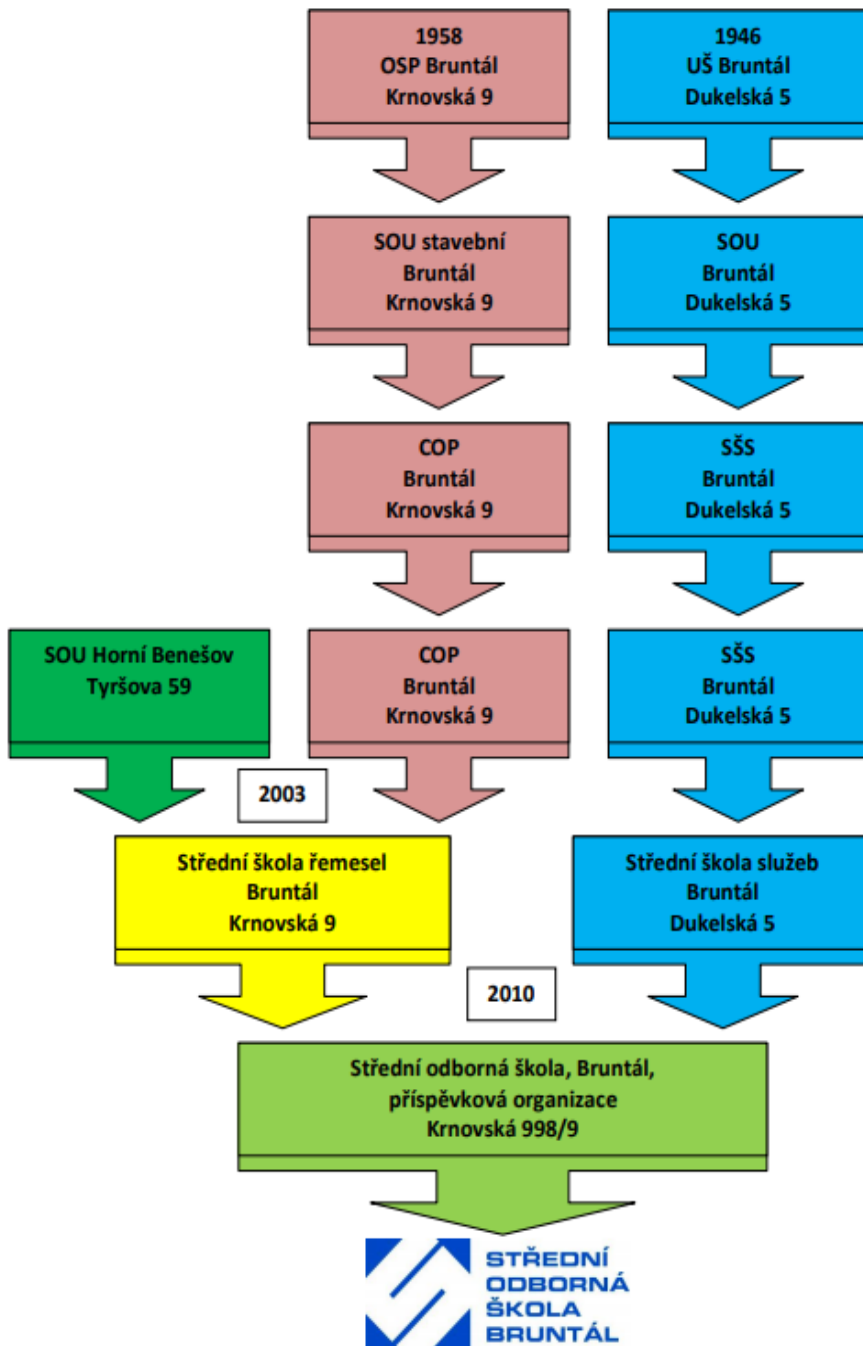 1958
OSP Bruntál
Krnovská 9
1946
UŠ Bruntál
Dukelská 5
SOU stavební
Bruntál
Krnovská 9
SOU
Bruntál
Dukelská 5
COP
Bruntál
Krnovská 9
SŠS
Bruntál
Dukelská 5
SOU Horní Benešov
Tyršova 59
COP
Bruntál
Krnovská 9
SŠS
Bruntál
Dukelská 5
2003
Střední škola řemesel
Bruntál
Krnovská 9
Střední škola služeb
Bruntál
Dukelská 5
2010
Střední odborná škola, Bruntál,
příspěvková organizace
Krnovská 998/9
STŘEDNÍ
ODBORNÁ
ŠKOLA
BRUNTÁL